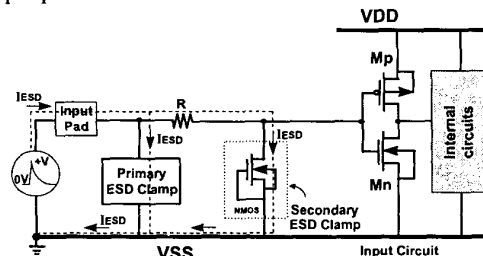 VDD
Mp
IESD
Input
Pad
R
IESD
IESD
Internal
circuits
+V
0V
Primary
ESD Clamp
Mn
NMOS
Secondary
ESD Clamp
IESD
VSS
Input Circuit